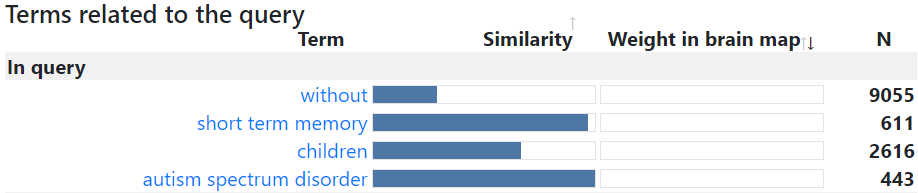 Terms related to the query
Term Similarity↑ Weight in brain map↑↓ N
In query
without 9055
short term memory 611
children 2616
autism spectrum disorder 443